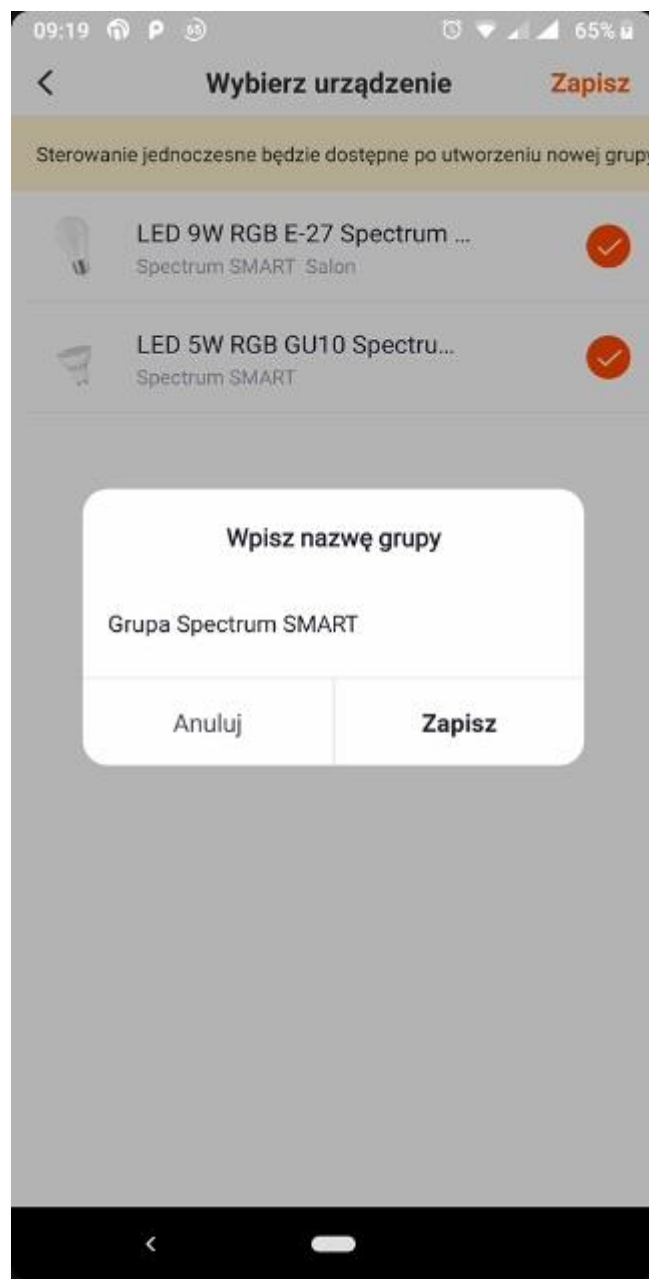 09:19 P 65 65%
Wybierz urządzenie Zapisz
Sterowanie jednoczesne będzie dostępne po utworzeniu nowej grupy
LED 9W RGB E-27 Spectrum ...
Spectrum SMART Salon
LED 5W RGB GU10 Spectru...
Spectrum SMART
Wpisz nazwę grupy
Grupa Spectrum SMART
Anuluj Zapisz